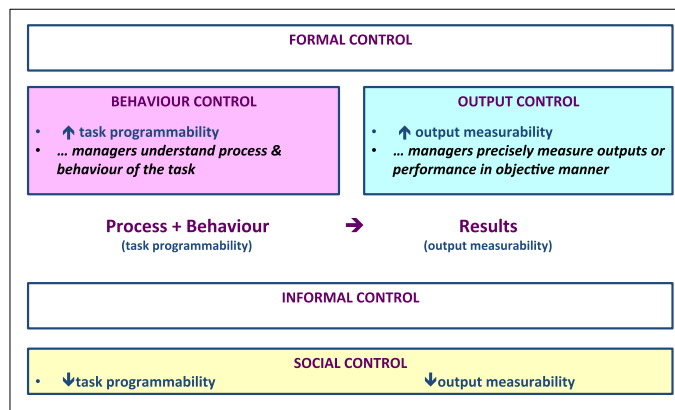 FORMAL CONTROL
BEHAVIOUR CONTROL
• ↑ task programmability
• ... managers understand process &
behaviour of the task
OUTPUT CONTROL
• ↑ output measurability
• ... managers precisely measure outputs or
performance in objective manner
Process + Behaviour → Results
(task programmability) (output measurability)
INFORMAL CONTROL
SOCIAL CONTROL
• ↓task programmability ↓output measurability